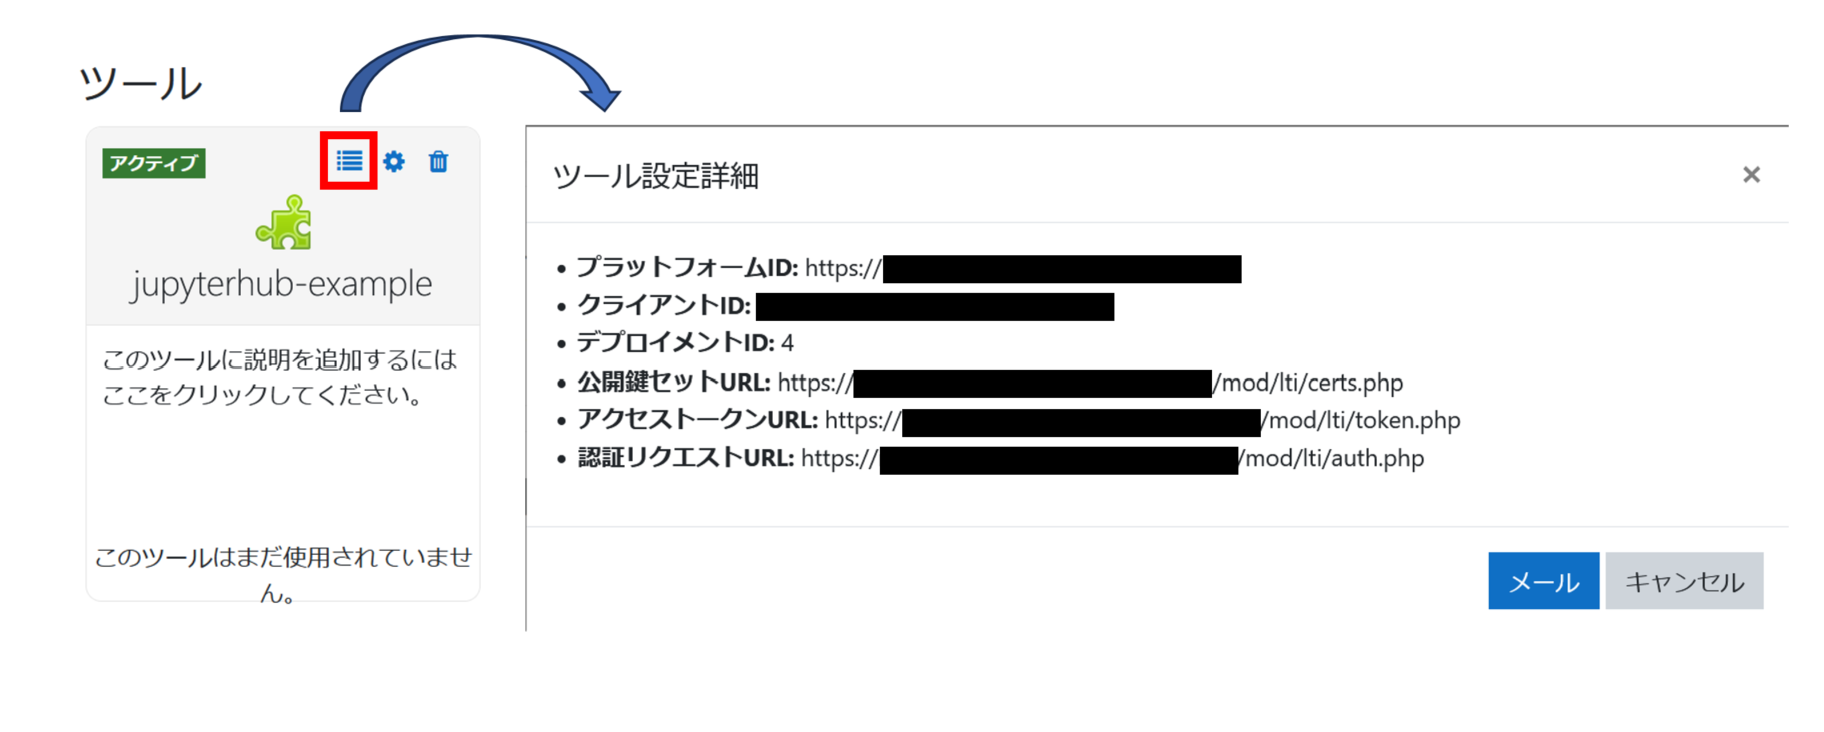 ツール
アクティブ
jupyterhub-example
このツールに説明を追加するには
ここをクリックしてください。
このツールはまだ使用されていませ
ん。
ツール設定詳細
×
• プラットフォームID: https://
• クライアントID:
• デプロイメントID: 4
• 公開鍵セットURL: https:// /mod/lti/certs.php
• アクセストークンURL: https:// /mod/lti/token.php
• 認証リクエストURL: https:// /mod/lti/auth.php
メール
キャンセル